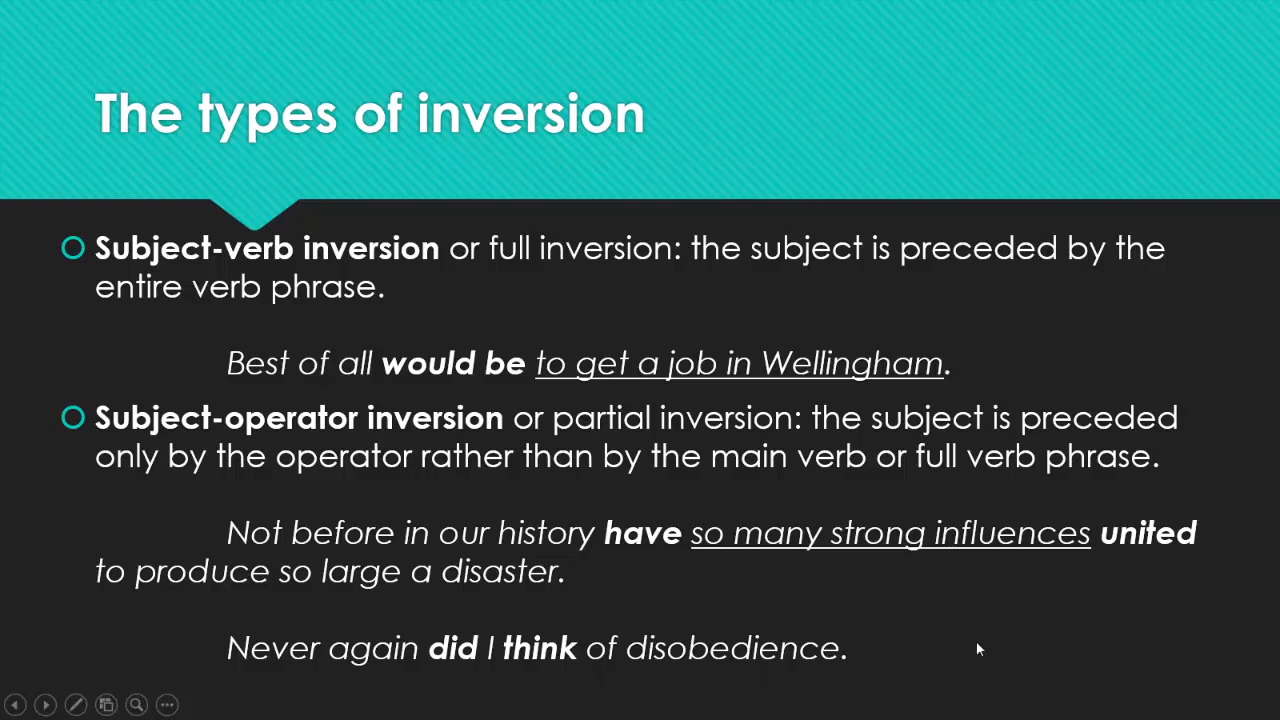 The types of inversion
Subject-verb inversion or full inversion: the subject is preceded by the
entire verb phrase.
Best of all would be to get a job in Wellingham.
Subject-operator inversion or partial inversion: the subject is preceded
only by the operator rather than by the main verb or full verb phrase.
Not before in our history have so many strong influences united
to produce so large a disaster.
Never again did I think of disobedience.